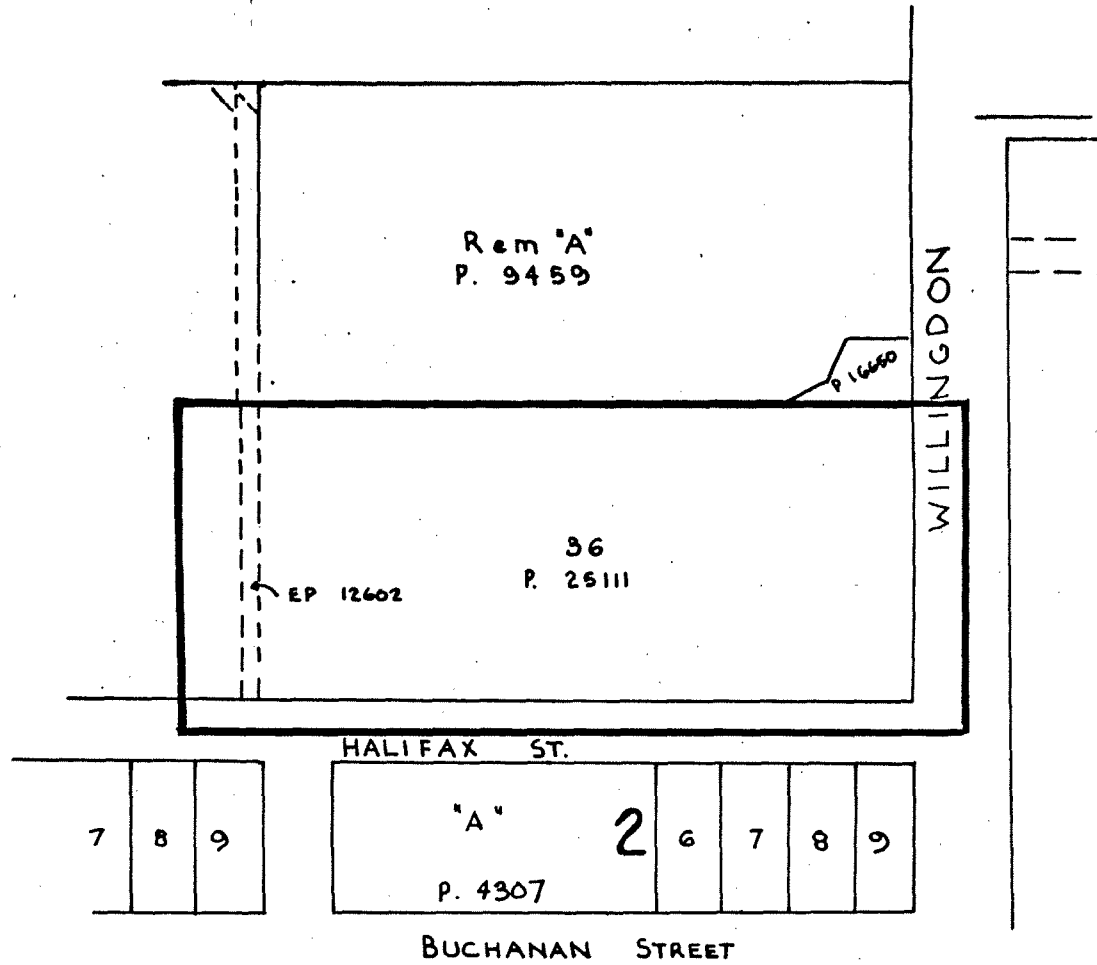 Rem "A"
P. 9459
P 16650
WILLINGDON
36
P. 25111
EP 12602
HALIFAX ST.
7 8 9
"A" 2 6 7 8 9
P. 4307
BUCHANAN STREET